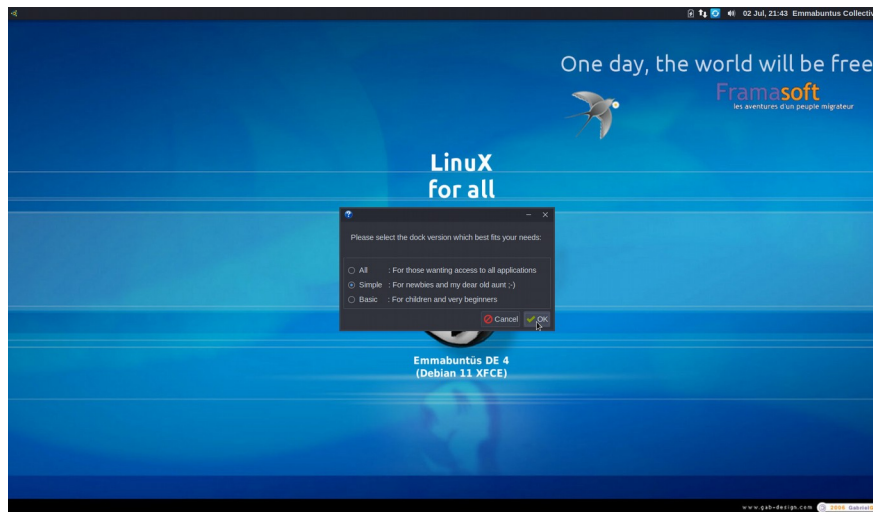 02 Jul, 21:43 Emmabuntus Collectiv
One day, the world will be free
Framasoft
les aventures d'un peuple migrateur
LinuX
for all
Please select the dock version which best fits your needs:
All : For those wanting access to all applications
Simple : For newbies and my dear old aunt ;-)
Basic : For children and very beginners
Cancel OK
Emmabuntüs DE 4
(Debian 11 XFCE)
www.gab-design.com 2006 Gabriel